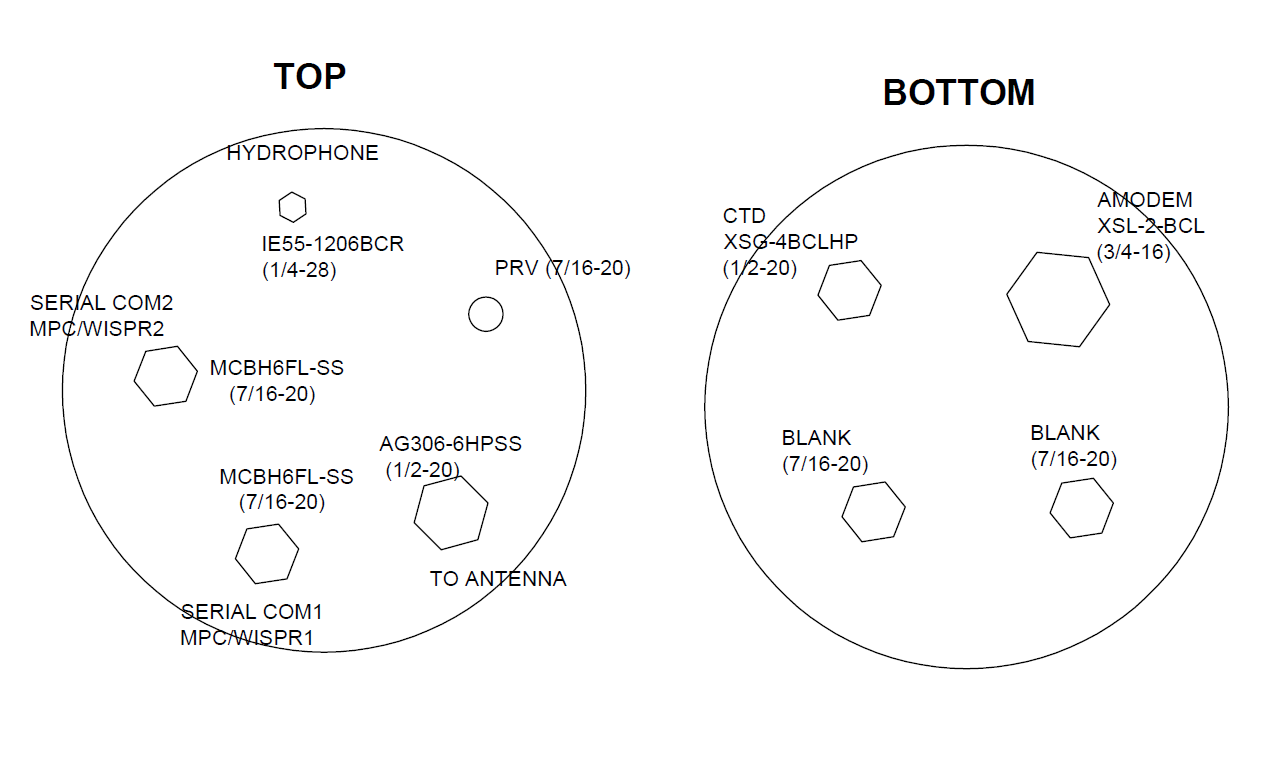 TOP
HYDROPHONE
IE55-1206BCR
(1/4-28)
PRV (7/16-20)
SERIAL COM2
MPC/WISPR2
MCBH6FL-SS
(7/16-20)
AG306-6HPSS
(1/2-20)
MCBH6FL-SS
(7/16-20)
TO ANTENNA
SERIAL COM1
MPC/WISPR1
BOTTOM
CTD
XSG-4BCLHP
(1/2-20)
AMODEM
XSL-2-BCL
(3/4-16)
BLANK
(7/16-20)
BLANK
(7/16-20)